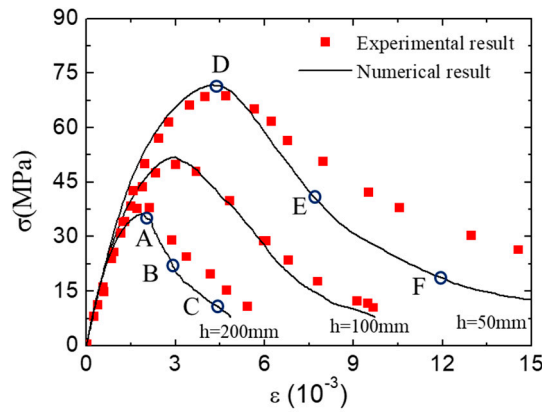 90
75
60
45
30
15
0
σ(MPa)
Experimental result
Numerical result
D
E
A
B
F
C
h=200mm
h=100mm
h=50mm
0 3 6 9 12 15
ε (10⁻³)